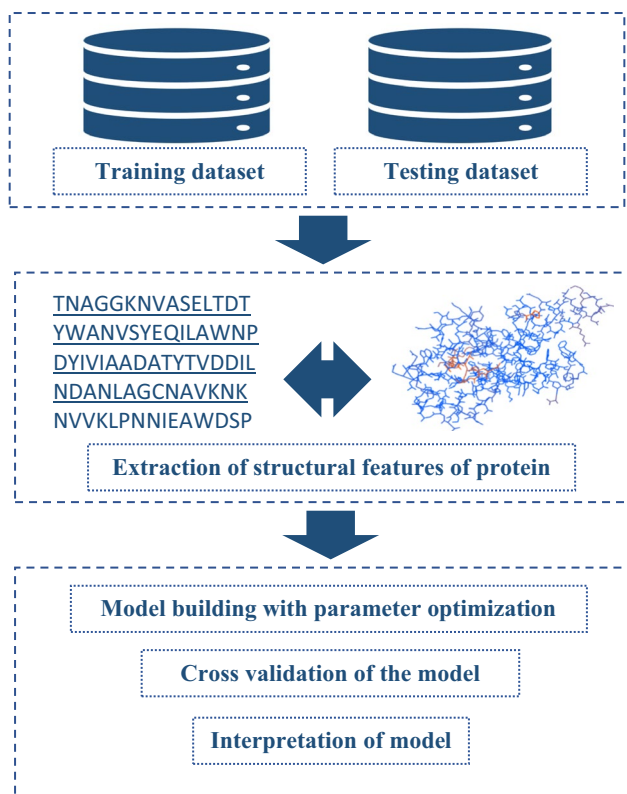 Training dataset
Testing dataset
TNAGGKNVASELTDT
YWANVSYEQILAWNP
DYIVIAADATYTVDDIL
NDANLAGCNAVKNK
NVVKLPNNIEAWDSP
Extraction of structural features of protein
Model building with parameter optimization
Cross validation of the model
Interpretation of model